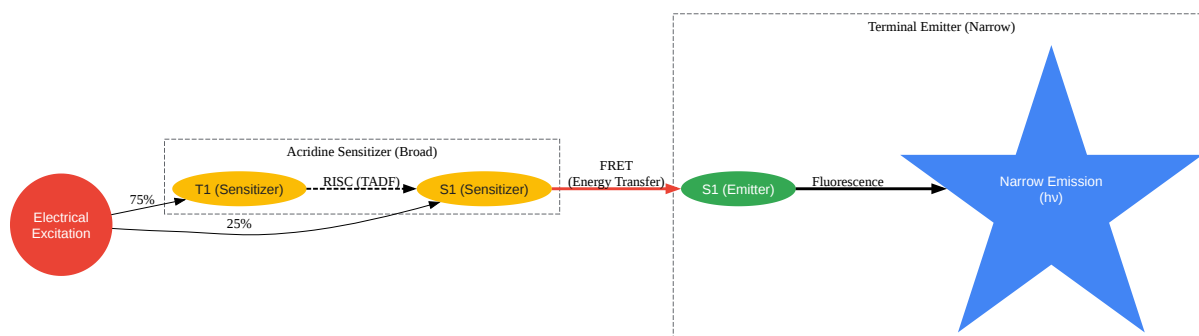 Terminal Emitter (Narrow)
Acridine Sensitizer (Broad)
T1 (Sensitizer)
RISC (TADF)
S1 (Sensitizer)
FRET
(Energy Transfer)
S1 (Emitter)
Fluorescence
Narrow Emission
(hν)
75%
25%
Electrical
Excitation